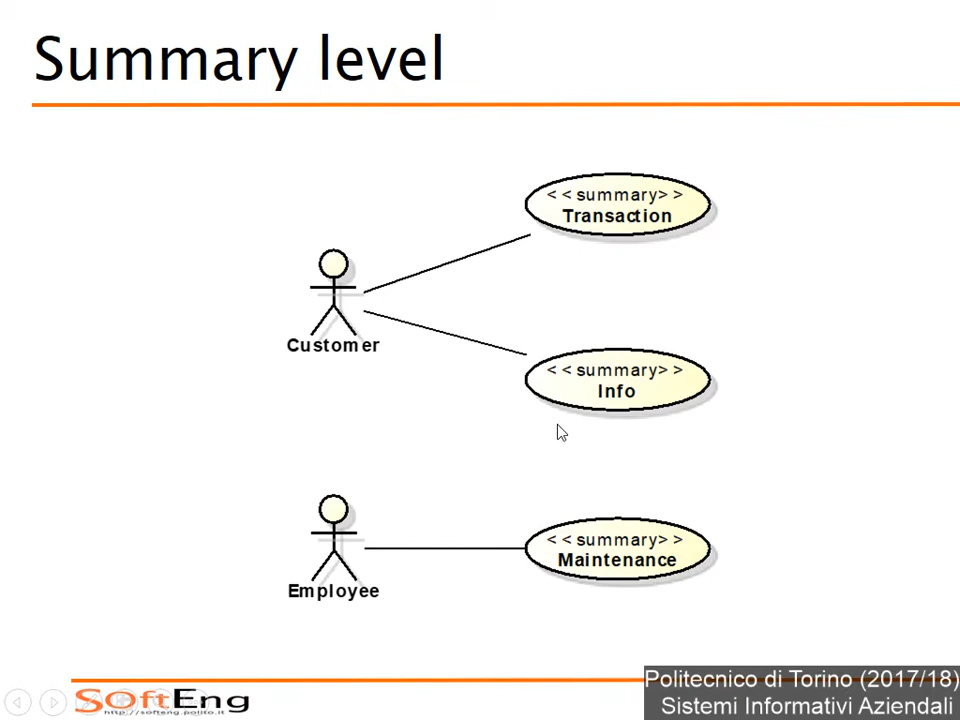 Summary level
< < summary> >
Transaction
Customer
< < summary> >
Info
< < summary> >
Maintenance
Employee
SOftEng
http://softeng.polito.it
Politecnico di Torino (2017/18)
Sistemi Informativi Aziendali